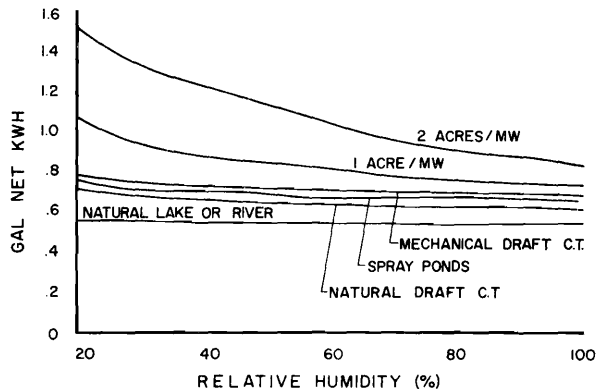 1.6
1.4
1.2
1.0
.8
.6
.4
.2
0
GAL NET KWH
2 ACRES/MW
1 ACRE/MW
NATURAL LAKE OR RIVER
MECHANICAL DRAFT C.T.
SPRAY PONDS
NATURAL DRAFT C.T
20 40 60 80 100
RELATIVE HUMIDITY (%)